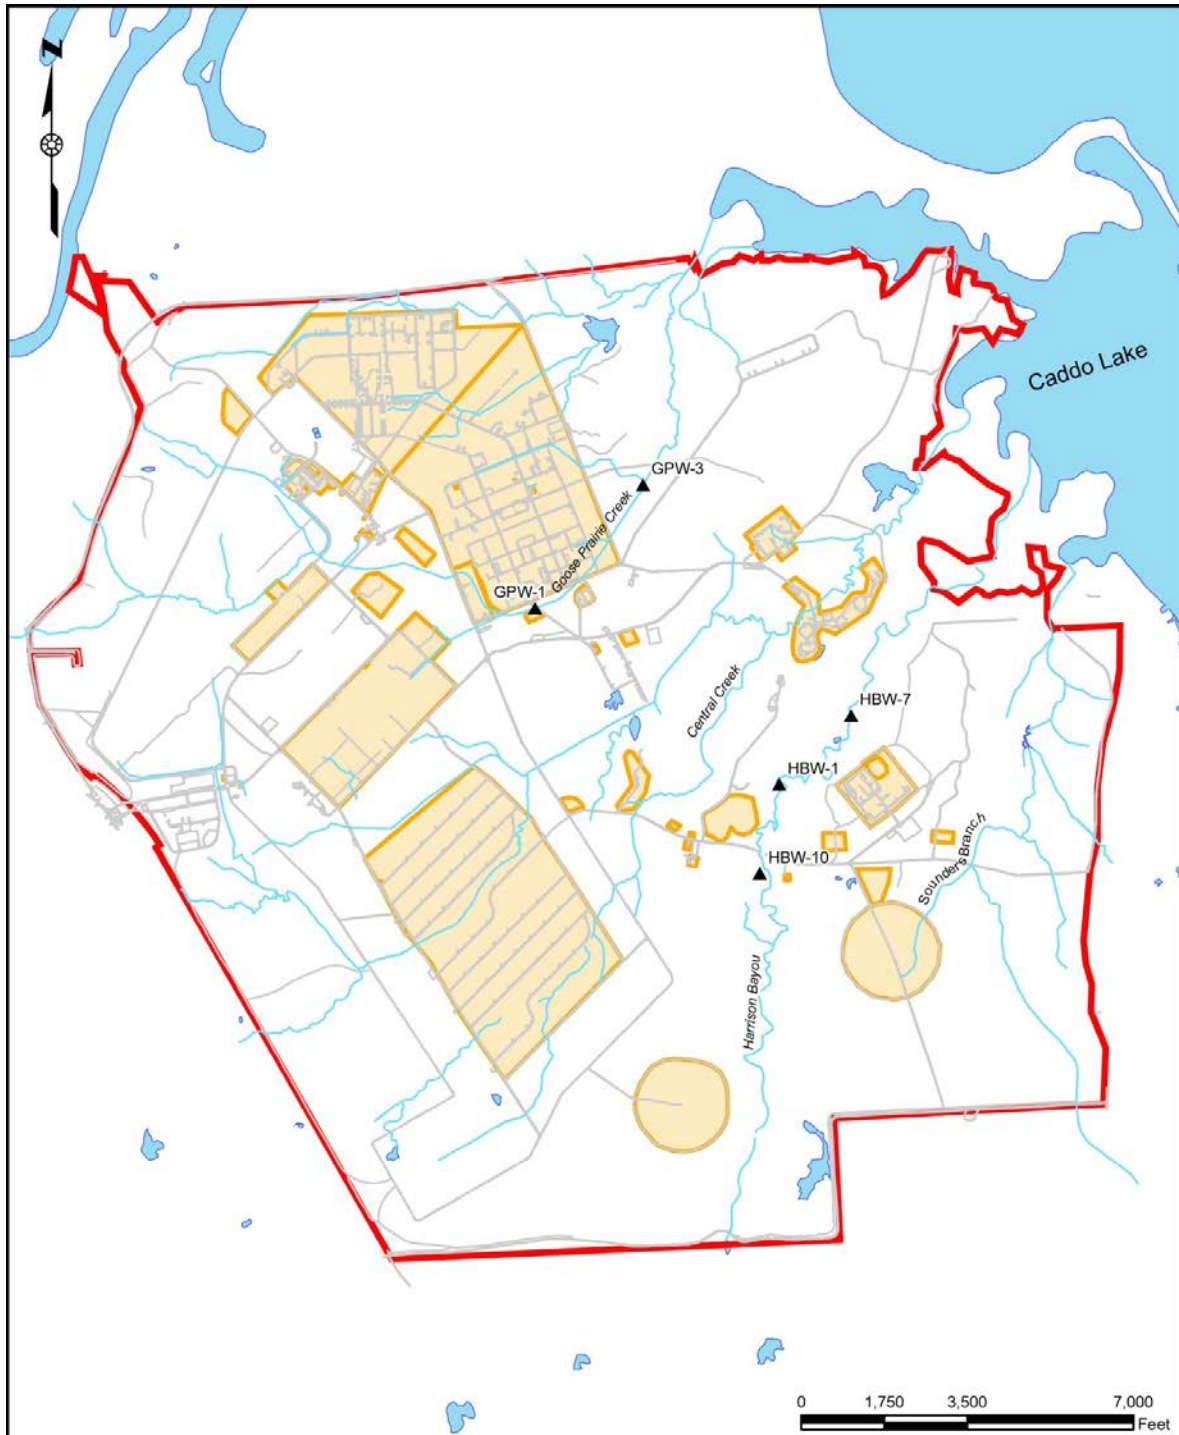 N
Caddo Lake
GPW-3
Goose Prairie Creek
GPW-1
Central Creek
HBW-7
HBW-1
HBW-10
Sounders Branch
Harrison Bayou
0 1,750 3,500 7,000
Feet